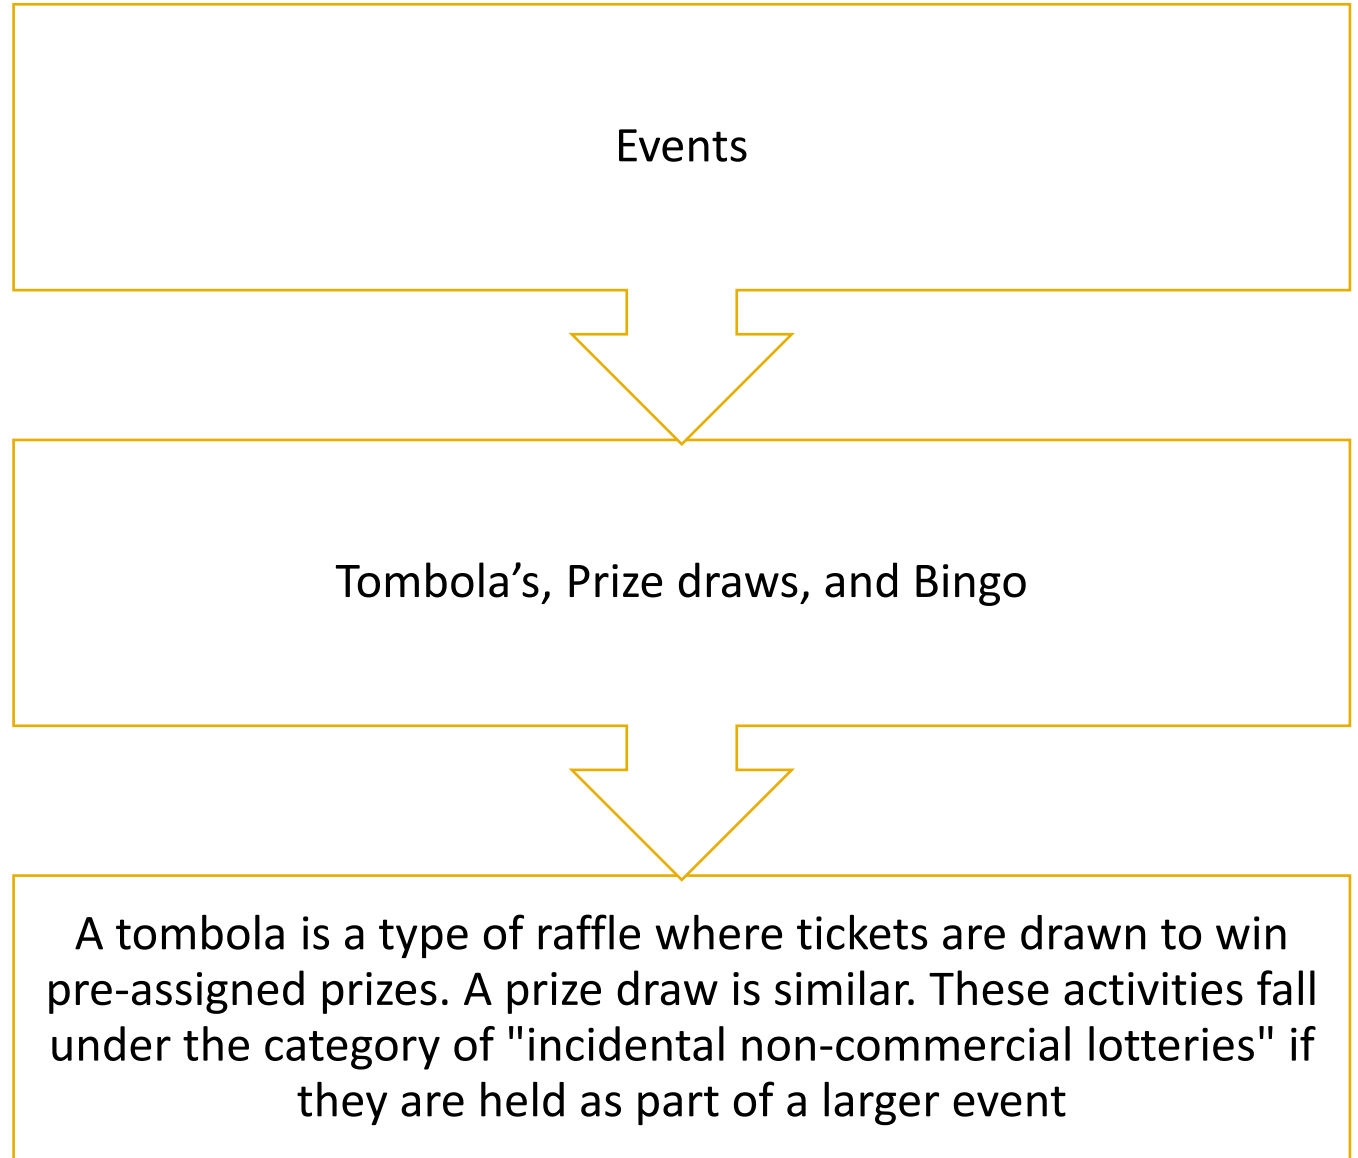 Events
Tombola’s, Prize draws, and Bingo
A tombola is a type of raffle where tickets are drawn to win
pre-assigned prizes. A prize draw is similar. These activities fall
under the category of "incidental non-commercial lotteries" if
they are held as part of a larger event